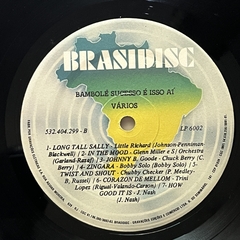 BRASIDISC
BAMBOLÊ SUCESSO É ISSO AÍ
VÁRIOS
532.404.299 - B
LP 6002
1- LONG TALL SALLY - Little Richard (Johnson-Penniman-
Blackwell) 2- IN THE MOOD - Glenn Miller e S/ Orchestra
(Garland-Razaf) 3- JOHNNY B. GOODE - Chuck Berry (C.
Berry) 4- ZINGARA - Bobby Solo (Bobby Solo) 5-
TWIST AND SHOUT - Chubby Checker (P. Medley-
B. Russell) 6- CORAZON DE MELLOM - Trini
Lopes (Rigual-Valando-Carson) 7- HOW
GOOD IT IS - J. Nash
(J. Nash)